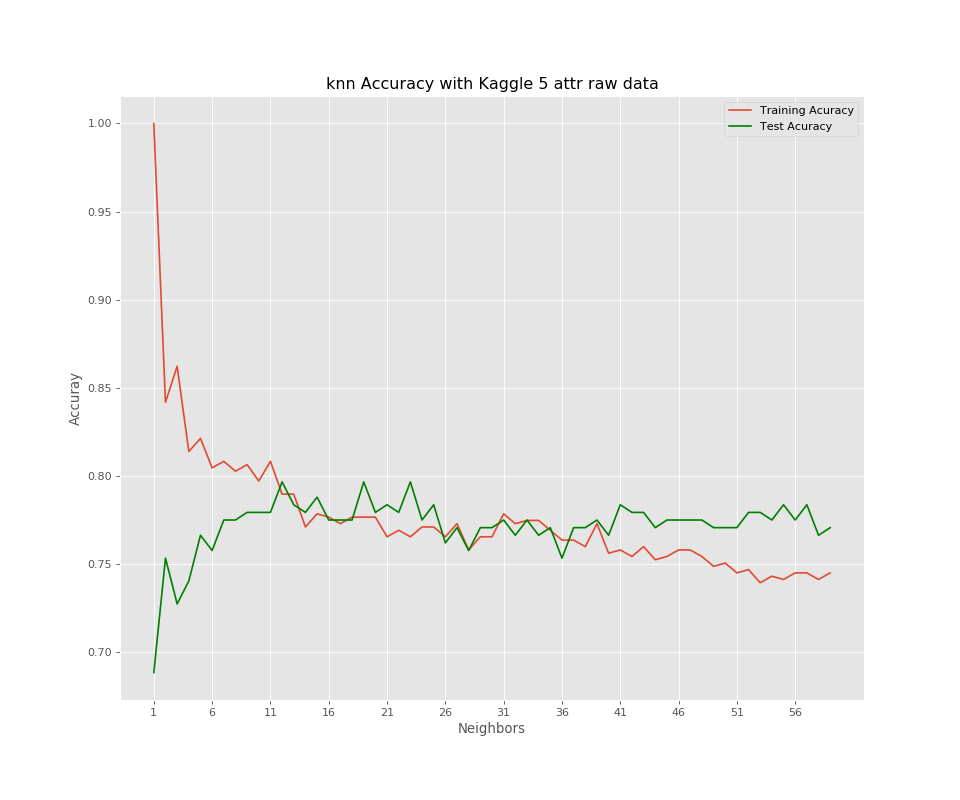 knn Accuracy with Kaggle 5 attr raw data
Training Acuracy
Test Acuracy
1.00
0.95
0.90
0.85
0.80
0.75
0.70
Accuray
1 6 11 16 21 26 31 36 41 46 51 56
Neighbors